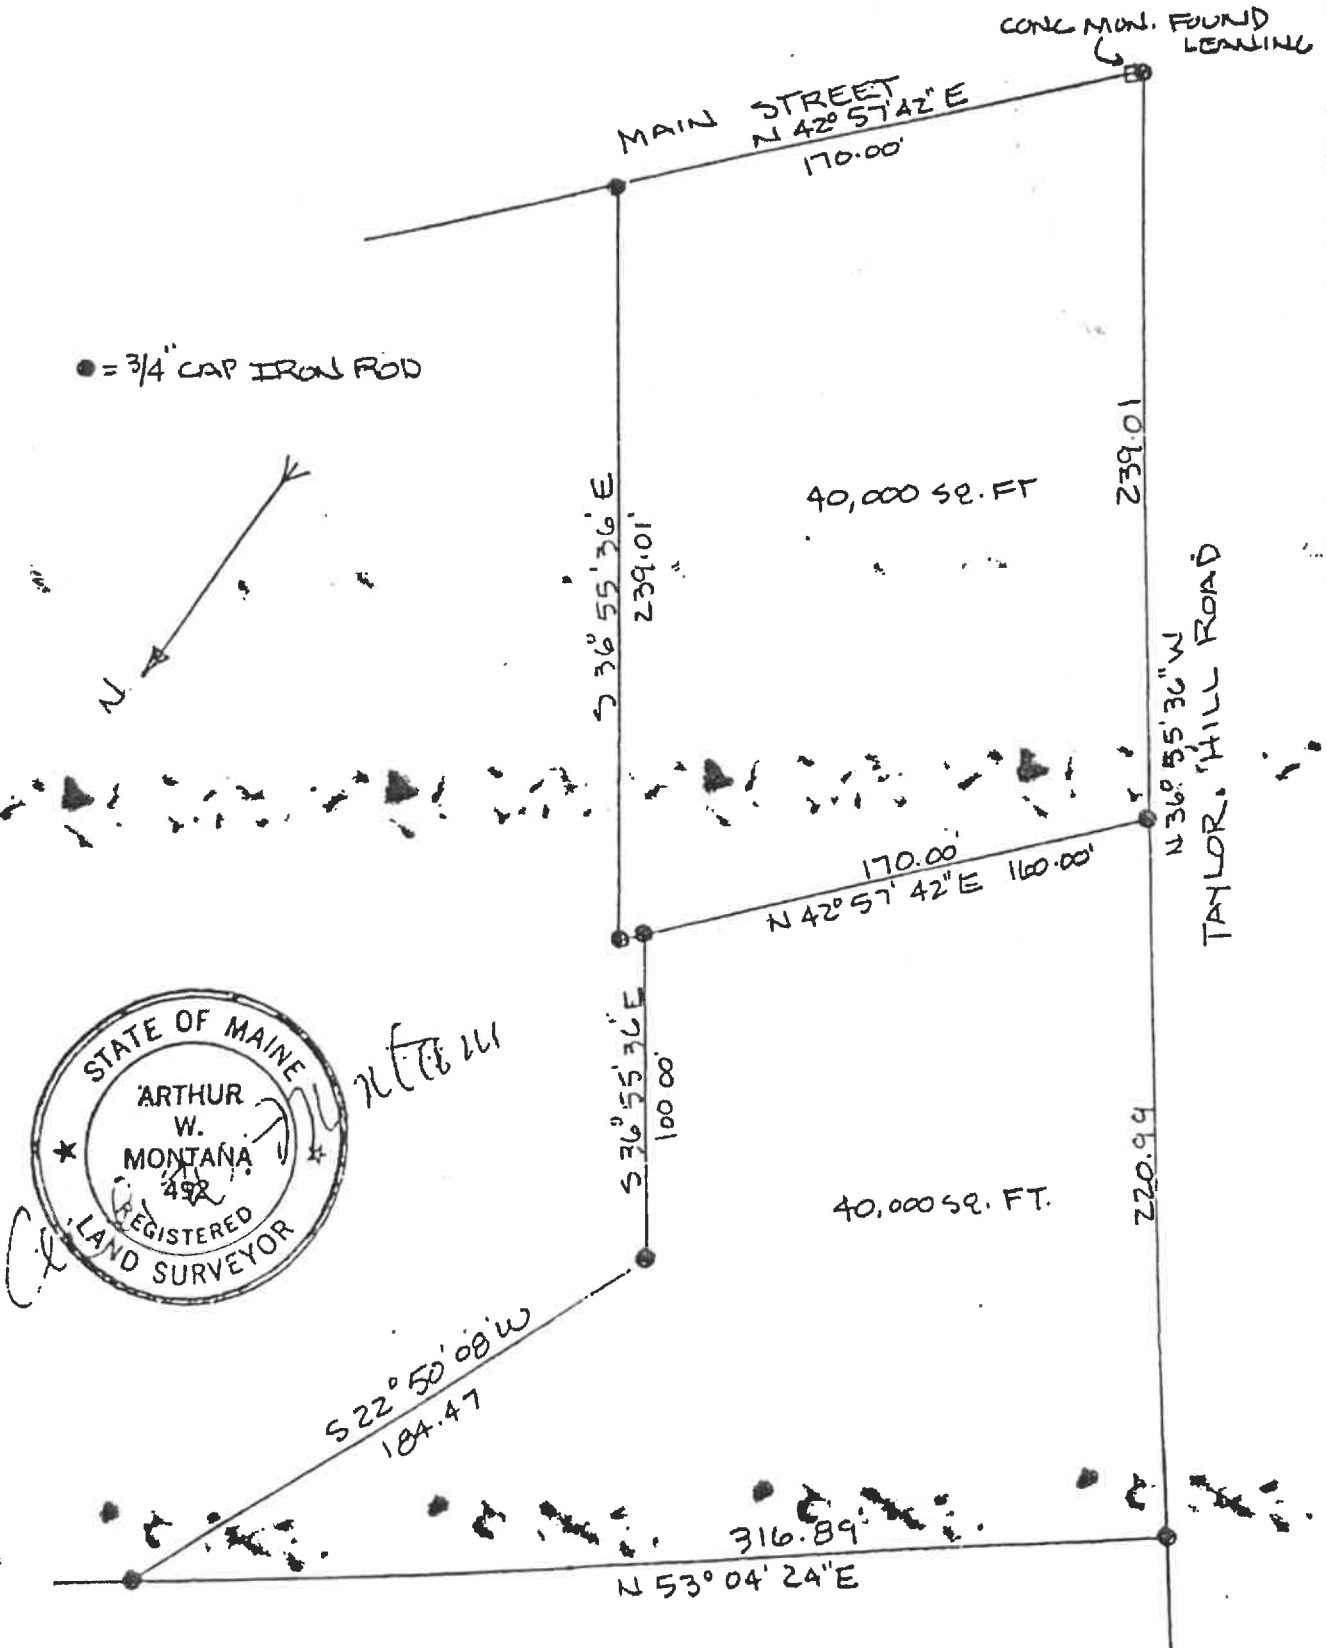 CONC MON. FOUND
LEANING
MAIN STREET
N 42° 57' 42" E
170.00'
● = 3/4" CAP IRON ROD
N
S 36° 55' 36" E
239.01'
40,000 SQ. FT
239.01
N 36° 55' 36" W
TAYLOR HILL ROAD
170.00'
160.00'
N 42° 57' 42" E
S 36° 55' 36" E
100 00'
STATE OF MAINE
ARTHUR
W.
MONTANA
492
REGISTERED
LAND SURVEYOR
40,000 SQ. FT.
220.99
S 22° 50' 08" W
184.47
316.89'
N 53° 04' 24" E